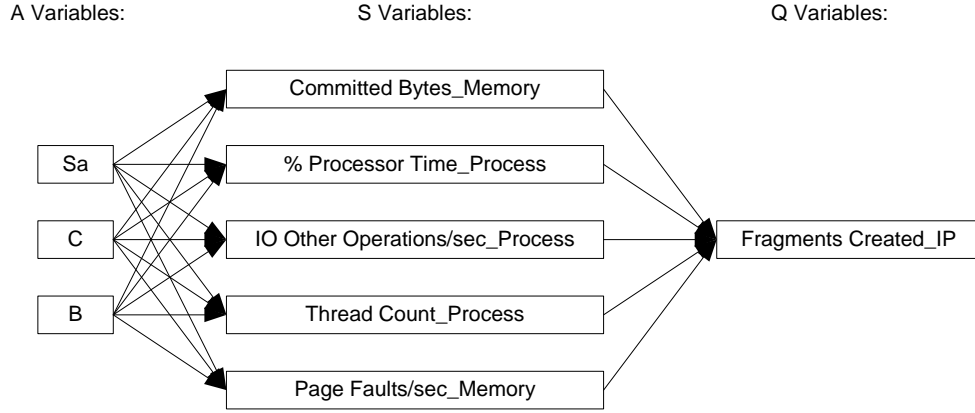 A Variables:
S Variables:
Q Variables:
Committed Bytes_Memory
Sa
% Processor Time_Process
C
IO Other Operations/sec_Process
Fragments Created_IP
B
Thread Count_Process
Page Faults/sec_Memory